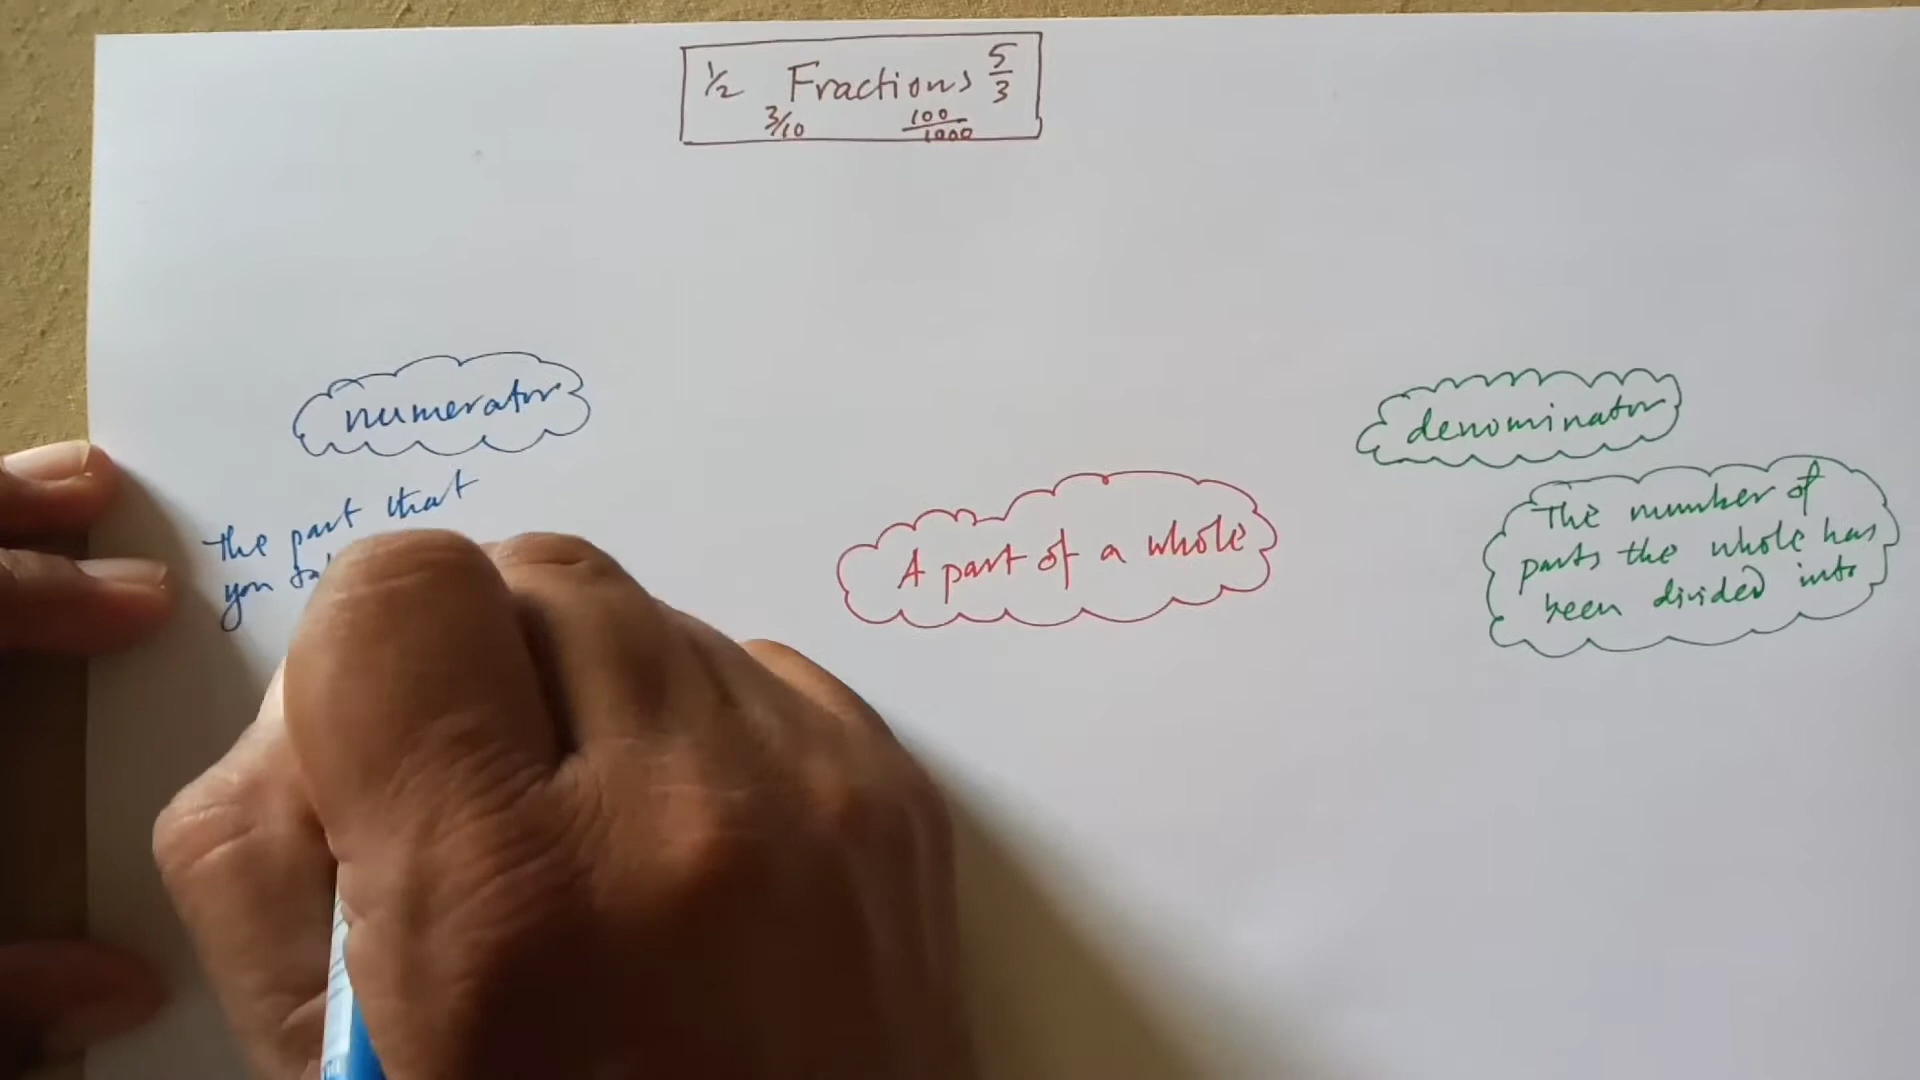 1/2 Fractions 5/3
3/10 100/1000
numerator
the part that
you
A part of a whole
denominator
The number of
parts the whole has
been divided into